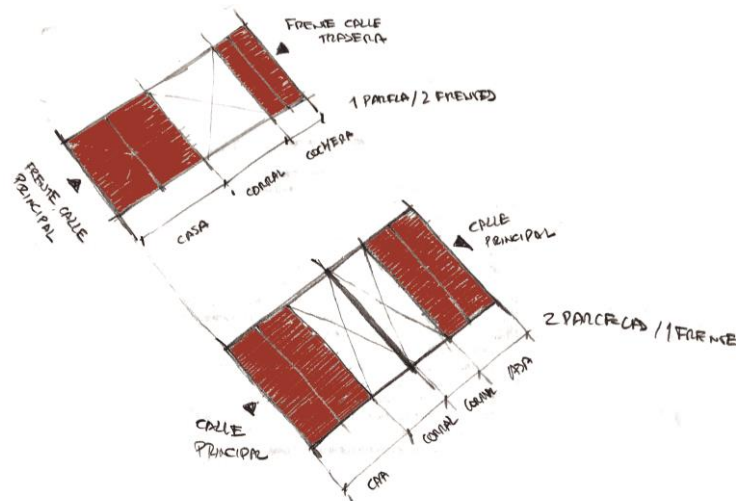 FRENTE CALLE
TRASERA
1 PARCELA / 2 FRENTES
COCHERA
CORRAL
CASA
FRENTE CALLE
PRINCIPAL
CALLE
PRINCIPAL
2 PARCELAS / 1 FRENTE
CASA
CORRAL
CORRAL
CASA
CALLE
PRINCIPAL